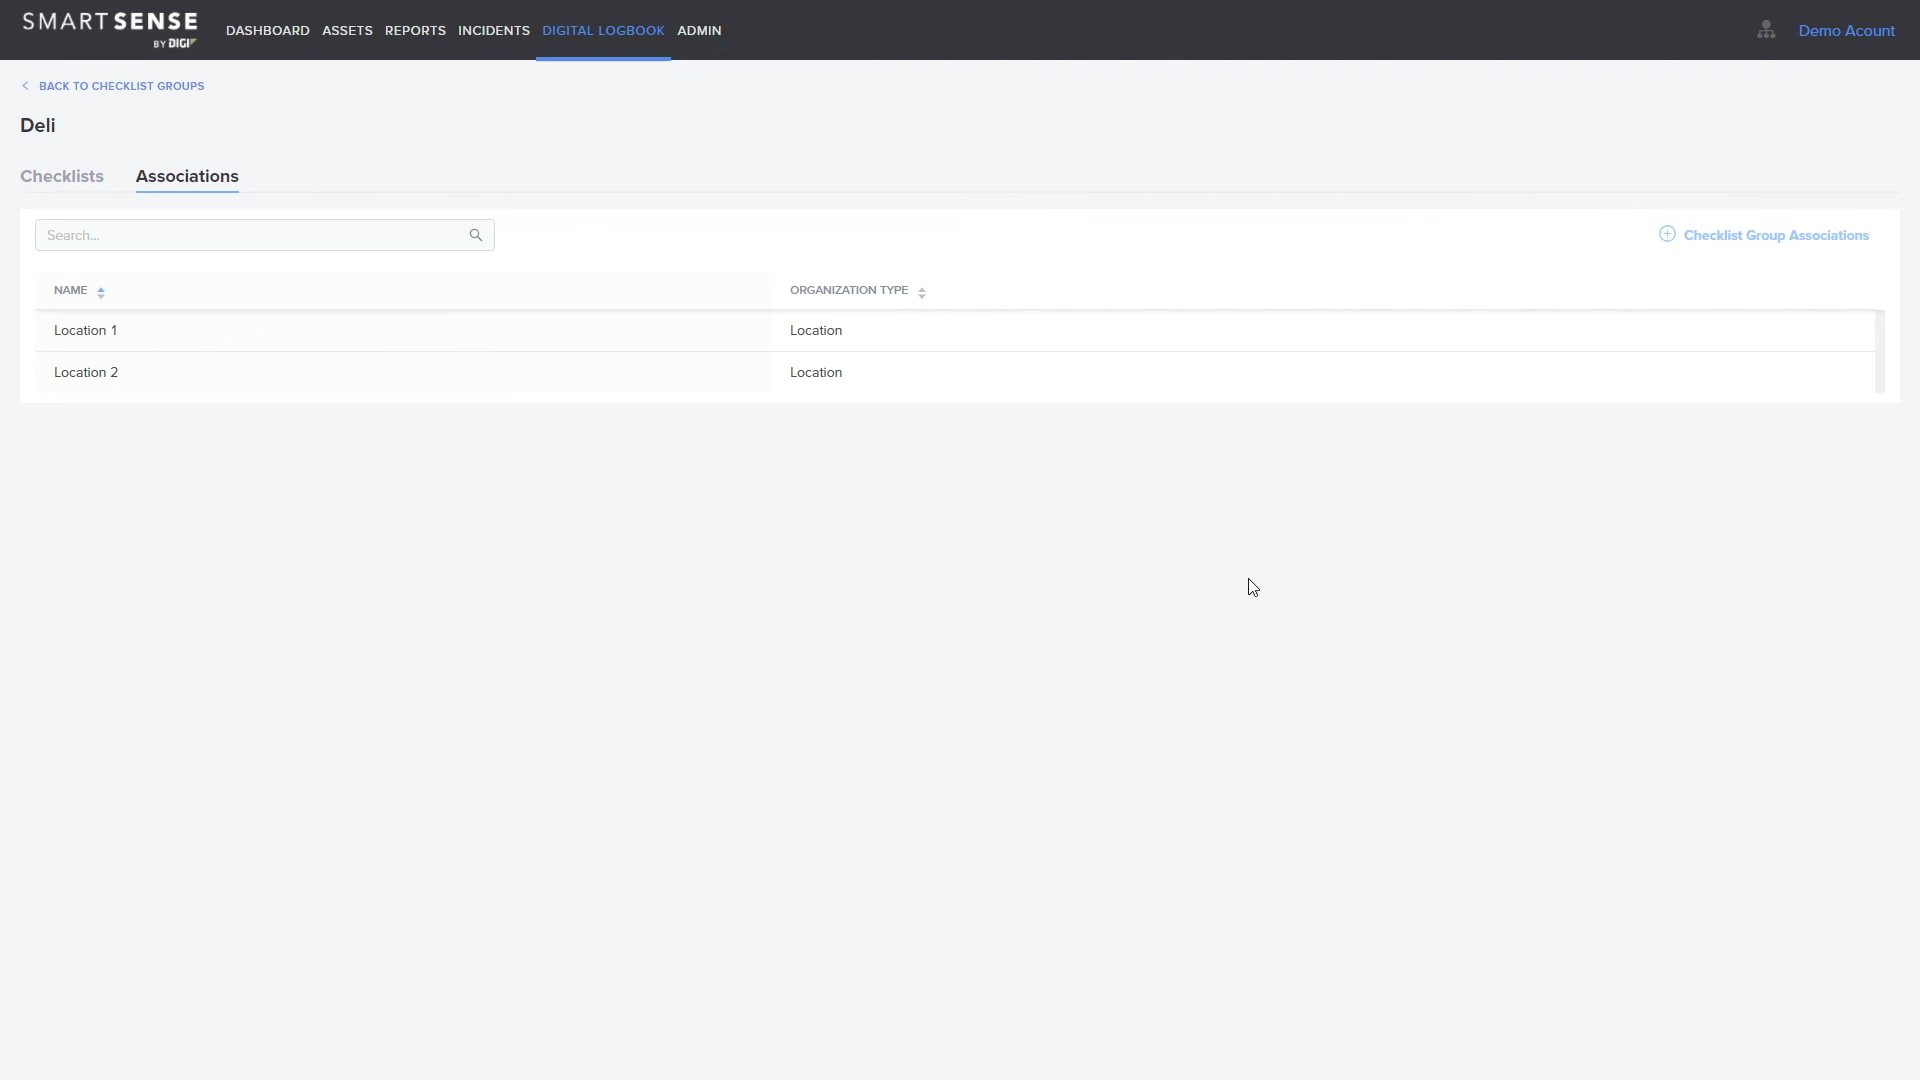 SMARTSENSE
BY DIGI
DASHBOARD ASSETS REPORTS INCIDENTS DIGITAL LOGBOOK ADMIN
Demo Acount
BACK TO CHECKLIST GROUPS
Deli
Checklists Associations
Search...
Checklist Group Associations
NAME ORGANIZATION TYPE
Location 1 Location
Location 2 Location